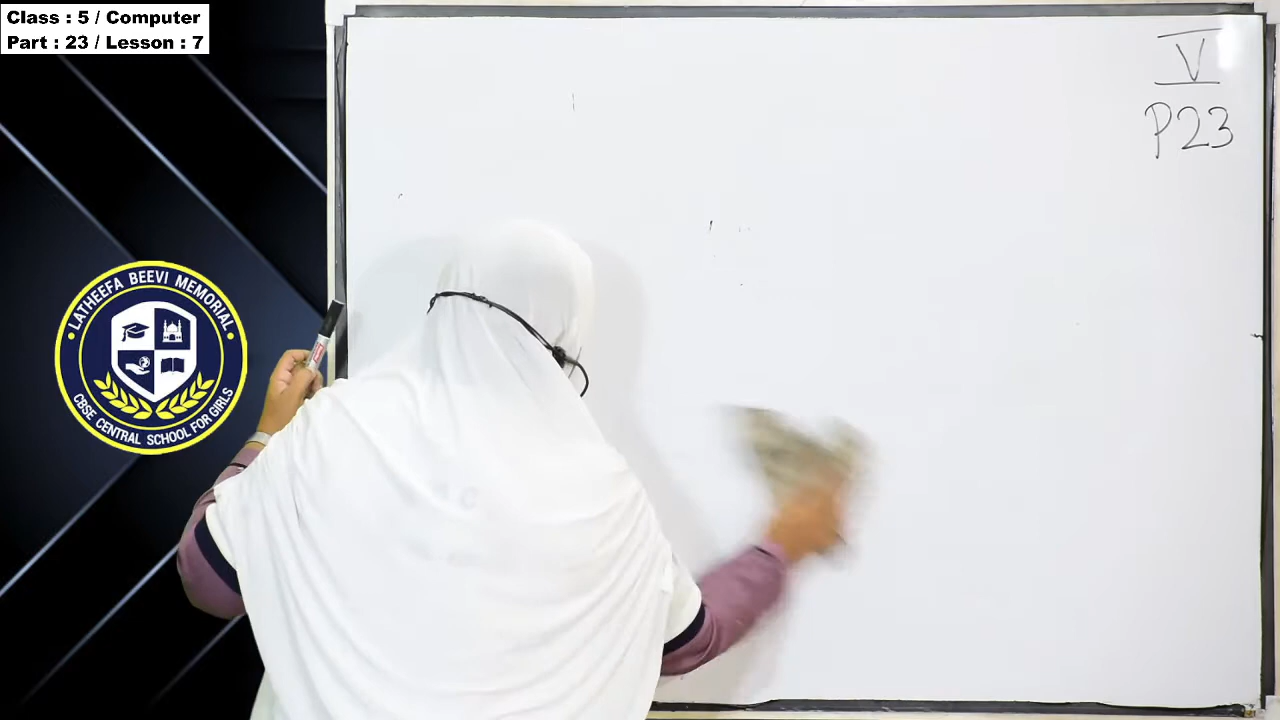 Class : 5 / Computer
Part : 23 / Lesson : 7
V
P23
LATHEEFA BEEVI MEMORIAL
CBSE CENTRAL SCHOOL FOR GIRLS